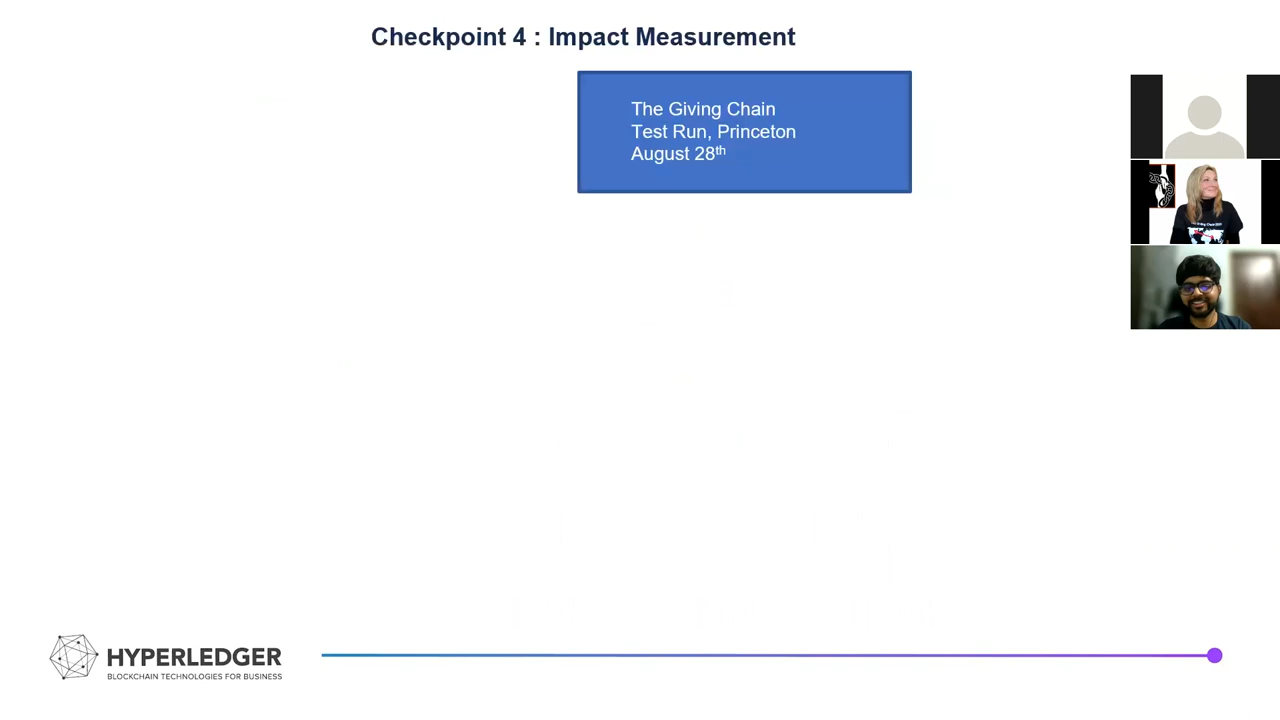 Checkpoint 4 : Impact Measurement
The Giving Chain
Test Run, Princeton
August 28th
HYPERLEDGER
BLOCKCHAIN TECHNOLOGIES FOR BUSINESS